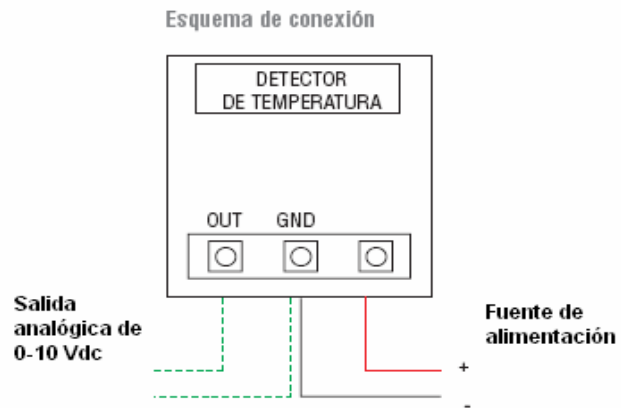 Esquema de conexión
DETECTOR
DE TEMPERATURA
OUT GND
Salida
analógica de
0-10 Vdc
Fuente de
alimentación
+
-